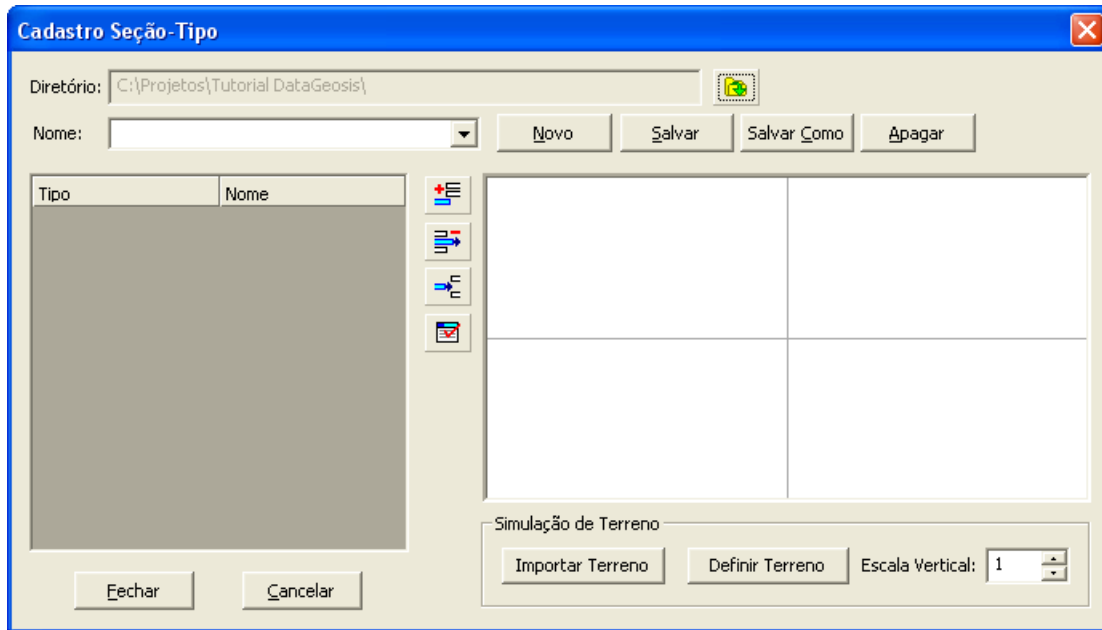 Cadastro Seção-Tipo
Diretório: C:\Projetos\Tutorial DataGeosis\
Nome: Novo Salvar Salvar Como Apagar
Tipo Nome
Simulação de Terreno
Importar Terreno Definir Terreno Escala Vertical: 1
Fechar Cancelar